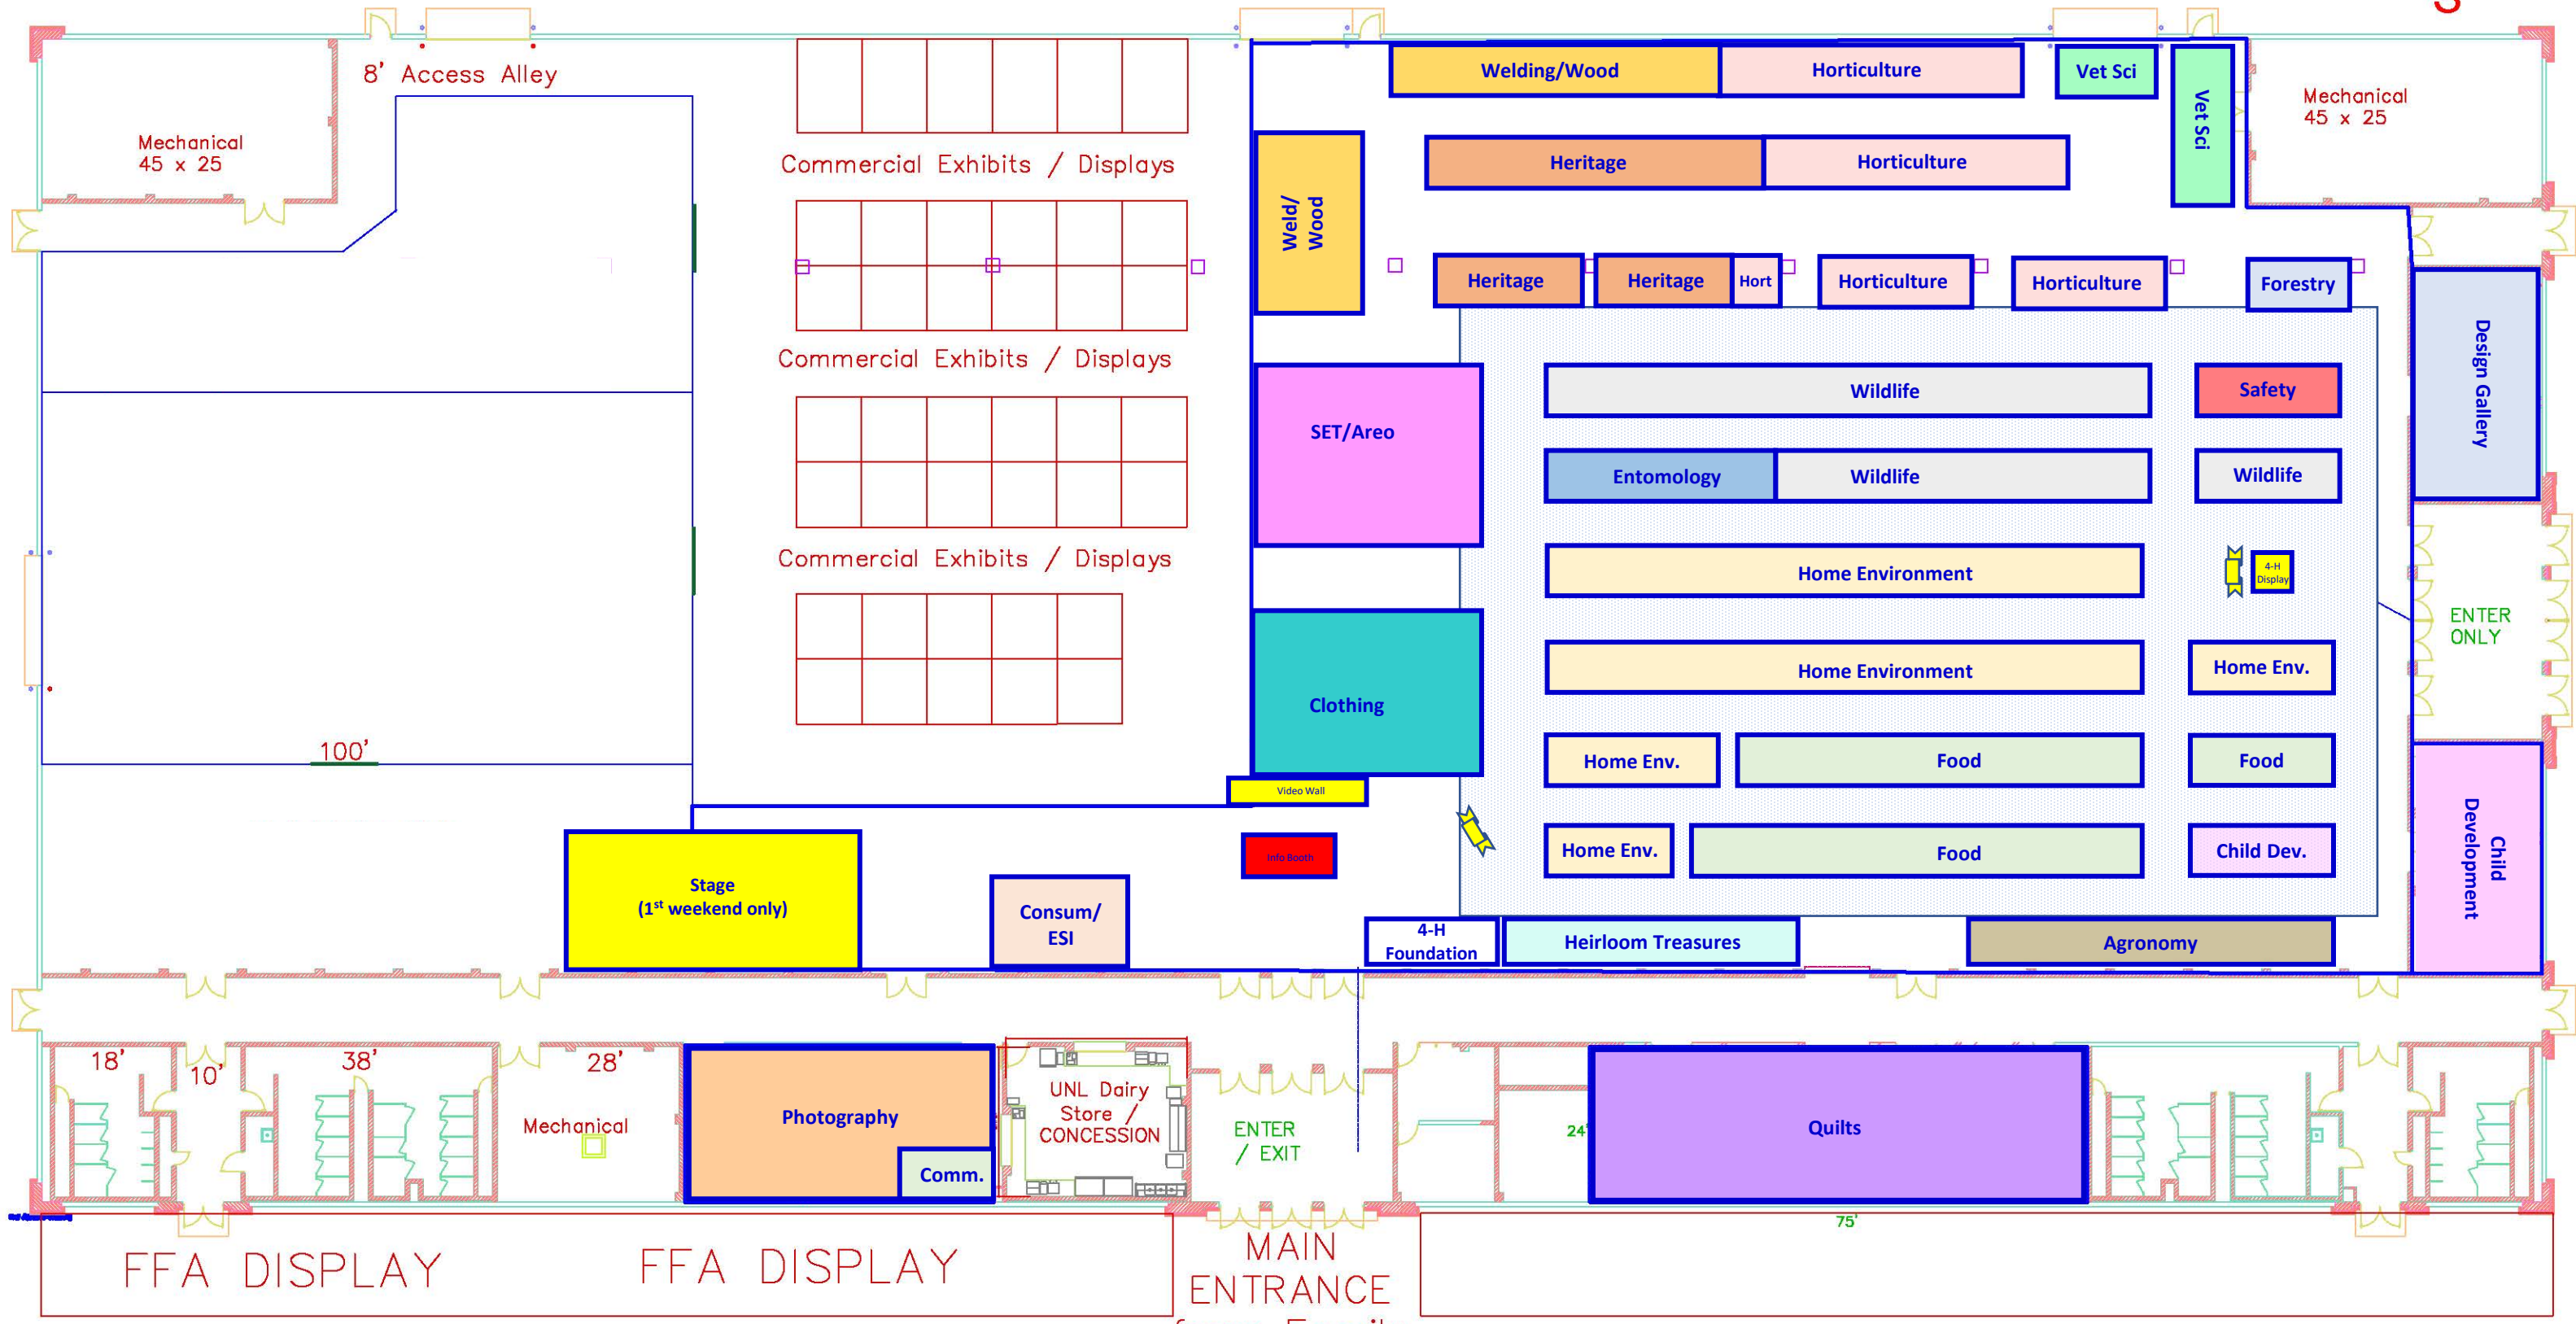 8' Access Alley
Mechanical
45 x 25
Commercial Exhibits / Displays
Commercial Exhibits / Displays
Commercial Exhibits / Displays
100'
Welding/Wood
Horticulture
Vet Sci
Vet Sci
Mechanical
45 x 25
Weld/
Wood
Heritage
Horticulture
Heritage
Heritage
Hort
Horticulture
Horticulture
Forestry
Design Gallery
SET/Areo
Wildlife
Safety
Entomology
Wildlife
Wildlife
Home Environment
4-H
Display
ENTER
ONLY
Clothing
Home Environment
Home Env.
Video Wall
Home Env.
Food
Food
Info Booth
Home Env.
Food
Child Dev.
Child
Development
Stage
(1st weekend only)
Consum/
ESI
4-H
Foundation
Heirloom Treasures
Agronomy
18'
10'
38'
28'
Mechanical
Photography
Comm.
UNL Dairy
Store /
CONCESSION
ENTER
/ EXIT
24'
Quilts
75'
FFA DISPLAY
FFA DISPLAY
MAIN
ENTRANCE